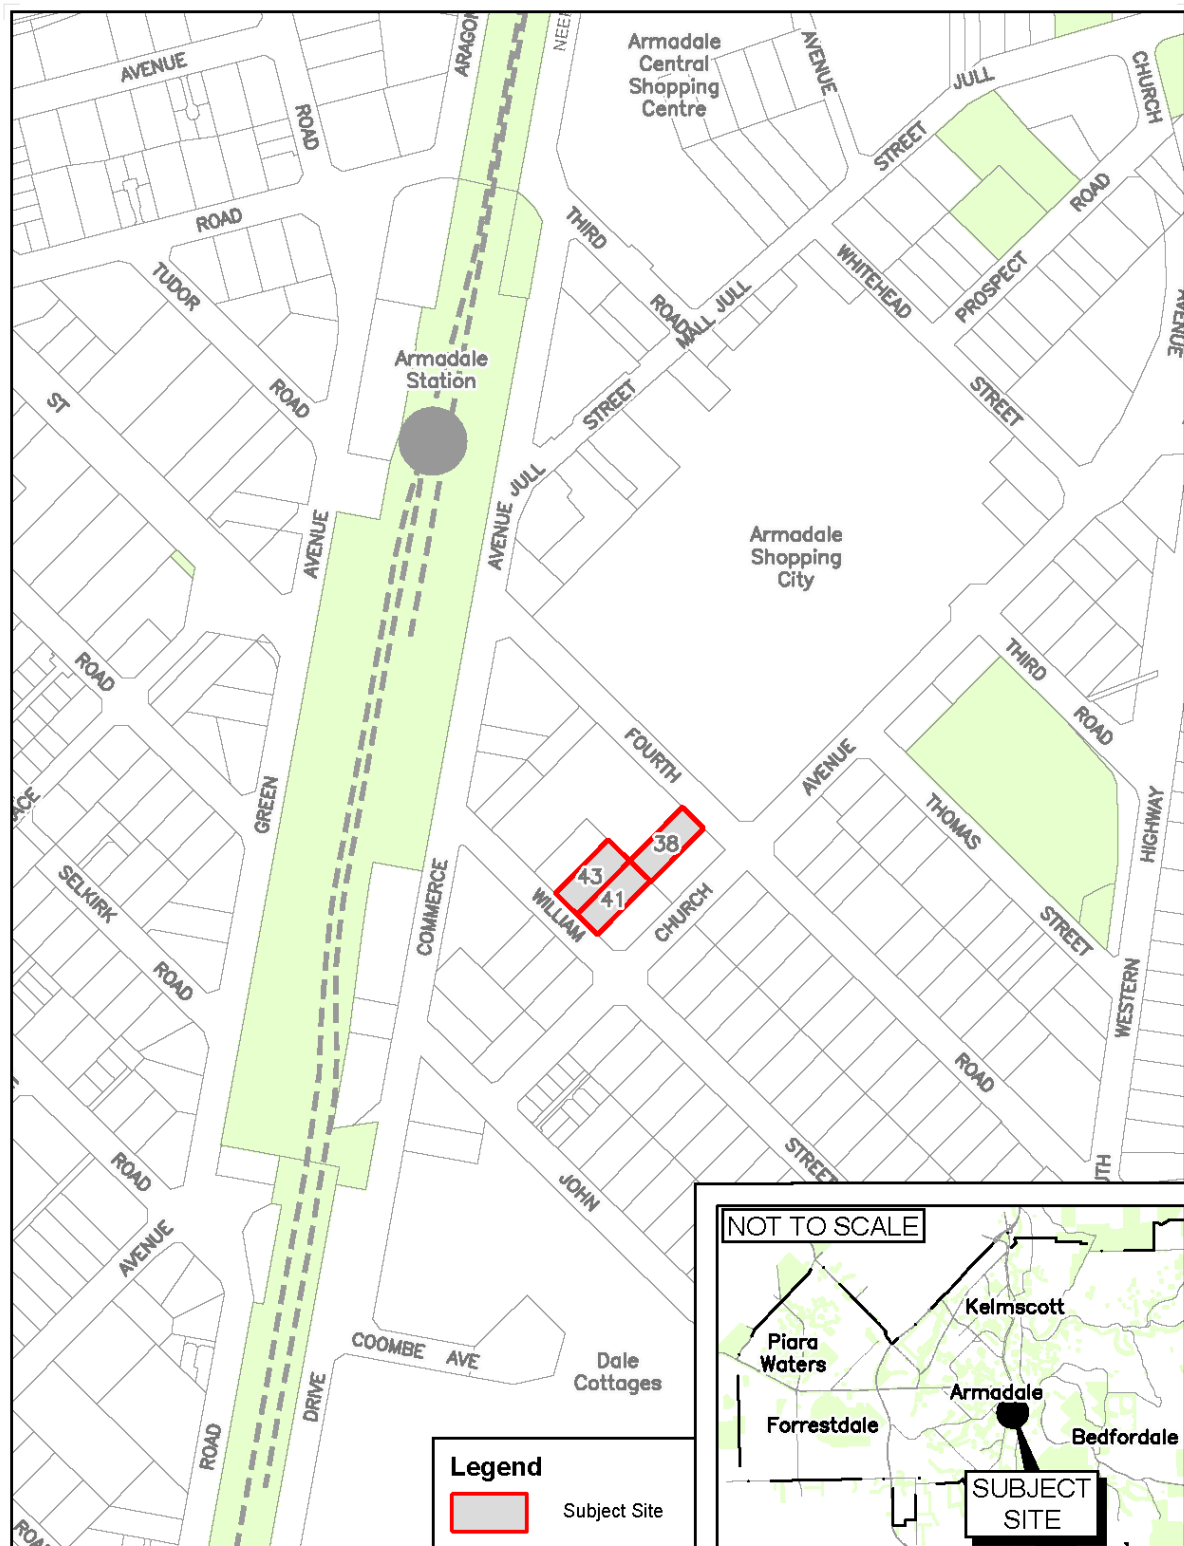 AVENUE
ARAGON
NEER
Armadale
Central
Shopping
Centre
AVENUE
JULL
CHURCH
ROAD
STREET
ROAD
ROAD
THIRD
TUDOR
WHITEHEAD
PROSPECT
AVENUE
ROAD
MALL JULL
Armadale
Station
ST
ROAD
STREET
STREET
JULL
AVENUE
AVENUE
Armadale
Shopping
City
ROAD
THIRD
ROAD
FOURTH
AVENUE
GREEN
THOMAS
HIGHWAY
ACE
38
43
41
SELKIRK
COMMERCE
WILLIAM
CHURCH
STREET
ROAD
WESTERN
ROAD
ROAD
JOHN
STREET
UTH
AVENUE
COOMBE AVE
Dale
Cottages
DRIVE
ROAD
ROAD
Legend
Subject Site
NOT TO SCALE
Kelmscott
Piara
Waters
Armadale
Forrestdale
Bedfordale
SUBJECT
SITE